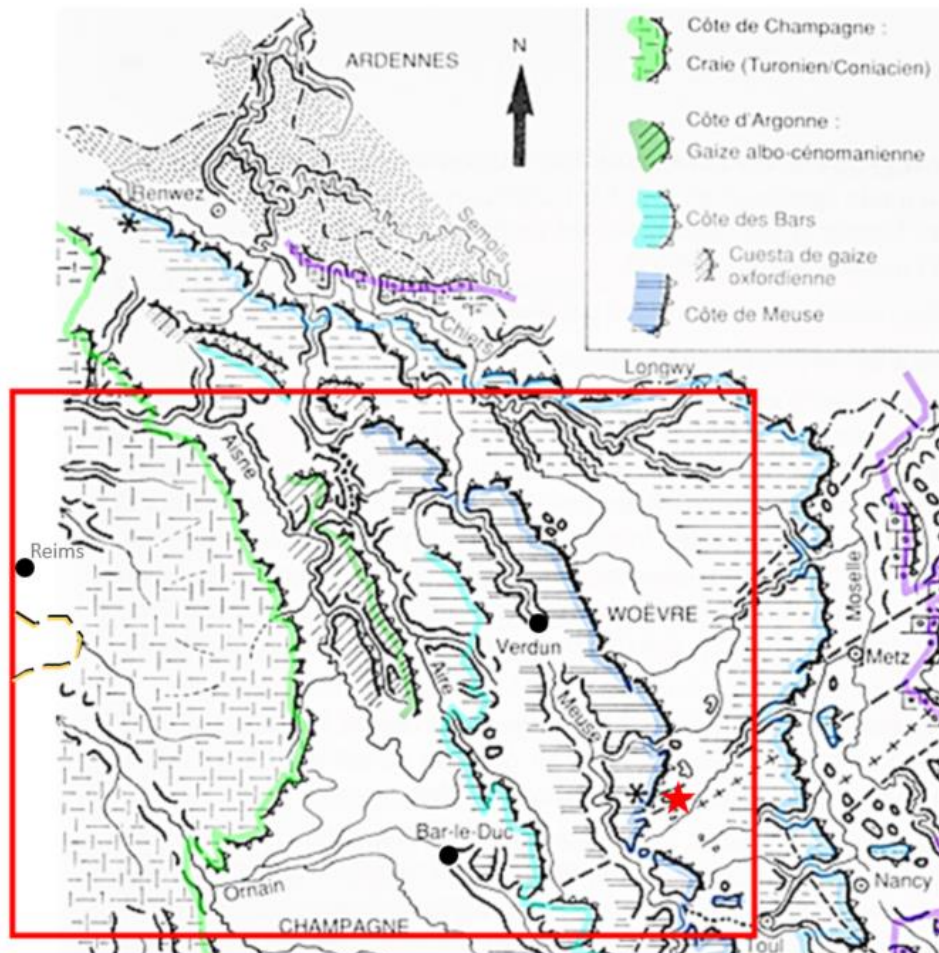 ARDENNES
N
Côte de Champagne :
Craie (Turonien/Coniacien)
Côte d'Argonne :
Gaize albo-cénomanienne
Côte des Bars
Cuesta de gaize
oxfordienne
Côte de Meuse
Renwez
Semois
Chiers
Longwy
Aisne
Reims
WOËVRE
Verdun
Moselle
Metz
Aire
Meuse
Bar-le-Duc
Ornain
Nancy
CHAMPAGNE
Toul